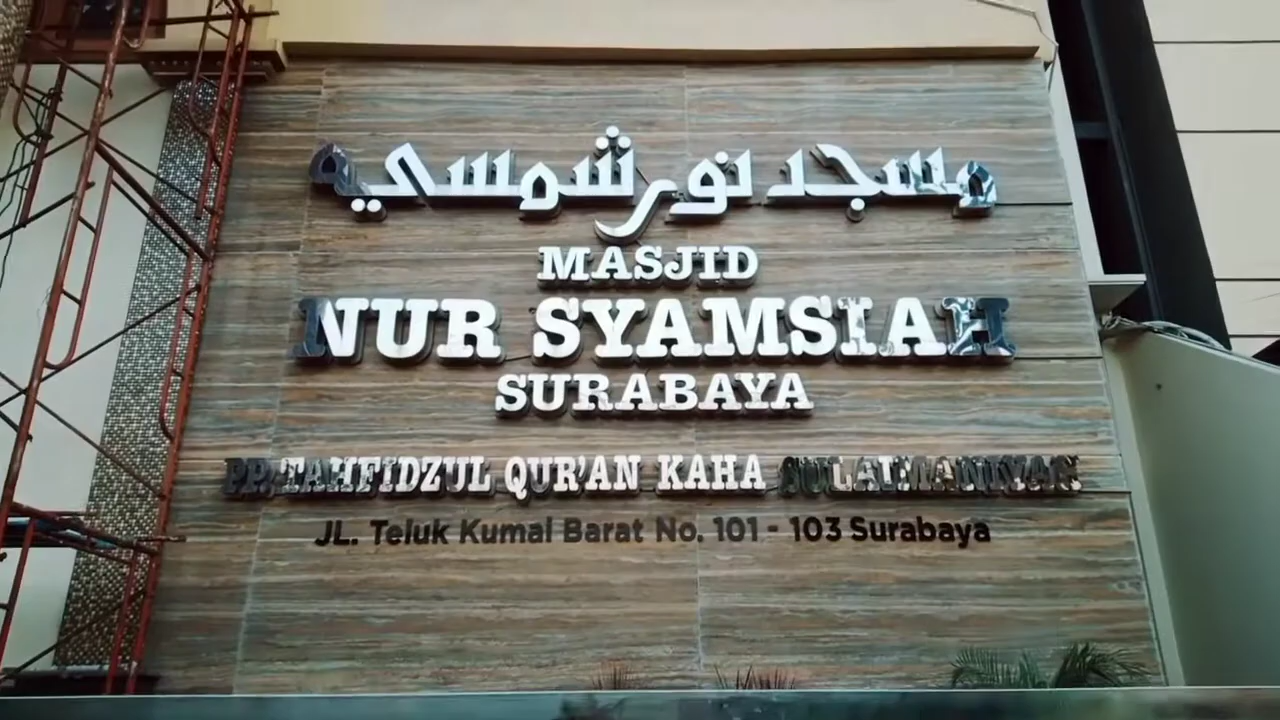 مسجد نور شمسيه
MASJID
NUR SYAMSIAH
SURABAYA
PP. TAHFIDZUL QUR'AN KAHA SULAIMANIYAH
JL. Teluk Kumai Barat No. 101 - 103 Surabaya